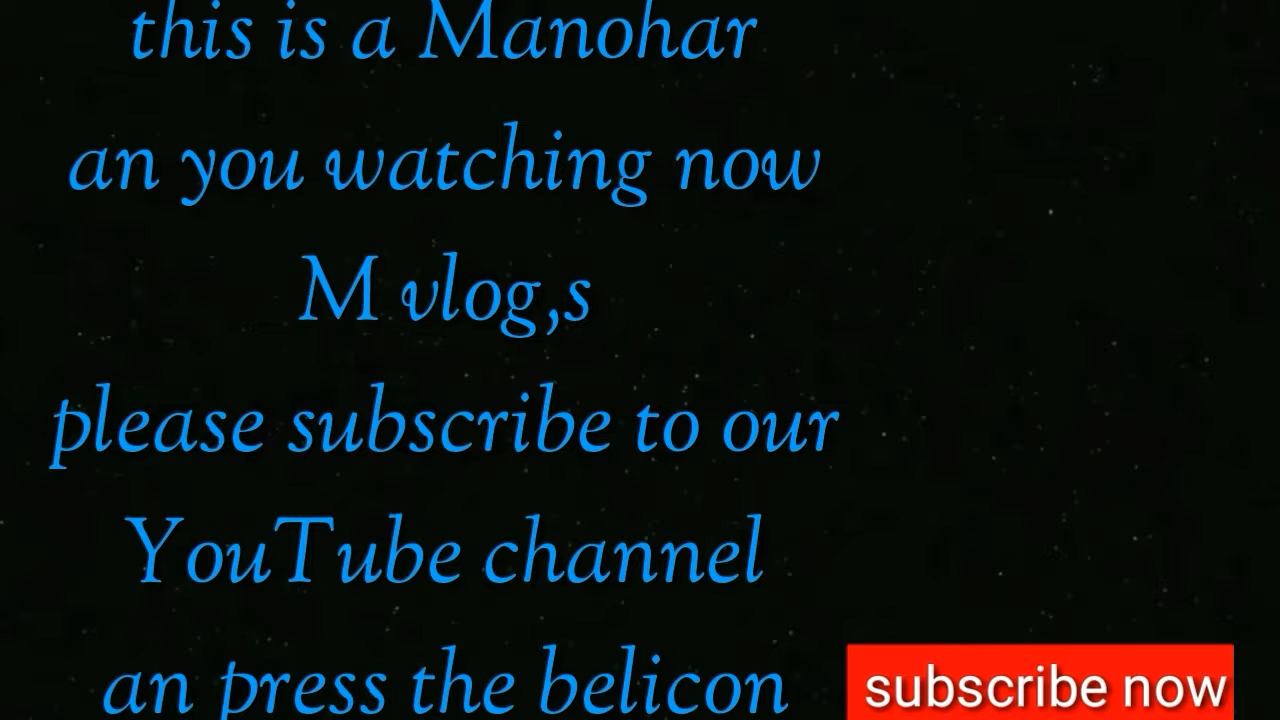 this is a Manohar
an you watching now
M vlog,s
please subscribe to our
YouTube channel
an press the belicon
subscribe now